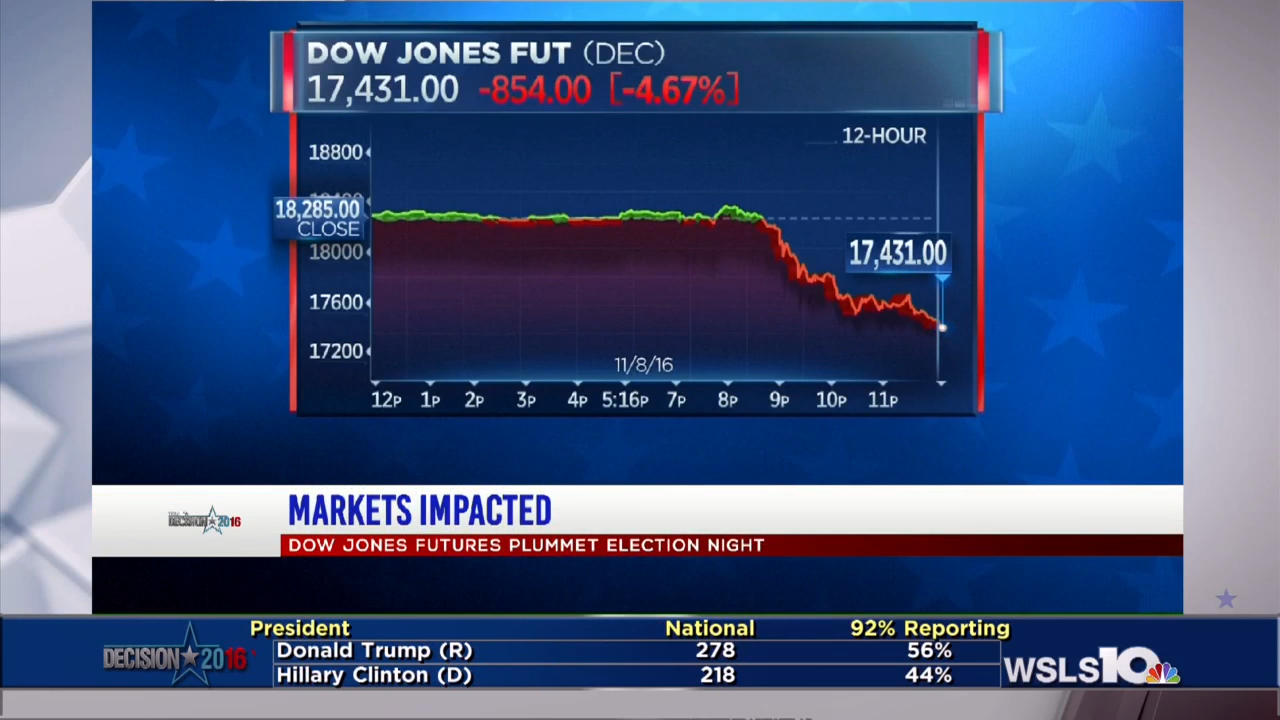 DOW JONES FUT (DEC)
17,431.00 -854.00 [-4.67%]
12-HOUR
18800
18,285.00
CLOSE
18000
17,431.00
17600
17200
11/8/16
12P 1P 2P 3P 4P 5:16P 7P 8P 9P 10P 11P
DECISION 2016
MARKETS IMPACTED
DOW JONES FUTURES PLUMMET ELECTION NIGHT
President National 92% Reporting
Donald Trump (R) 278 56%
Hillary Clinton (D) 218 44%
DECISION 2016
WSLS10